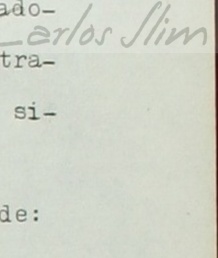 ado-
Carlos Slim
tra-
si-
de: